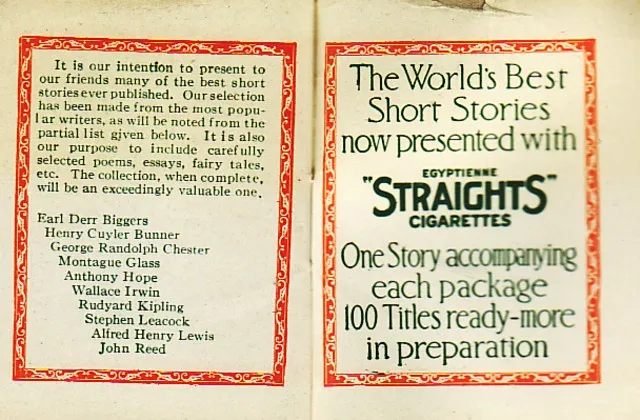 It is our intention to present to
our friends many of the best short
stories ever published. Our selection
has been made from the most popu-
lar writers, as will be noted from the
partial list given below. It is also
our purpose to include carefully
selected poems, essays, fairy tales,
etc. The collection, when complete,
will be an exceedingly valuable one.
Earl Derr Biggers
Henry Cuyler Bunner
George Randolph Chester
Montague Glass
Anthony Hope
Wallace Irwin
Rudyard Kipling
Stephen Leacock
Alfred Henry Lewis
John Reed
The World's Best
Short Stories
now presented with
EGYPTIENNE
"STRAIGHTS"
CIGARETTES
One Story accompanying
each package
100 Titles ready-more
in preparation